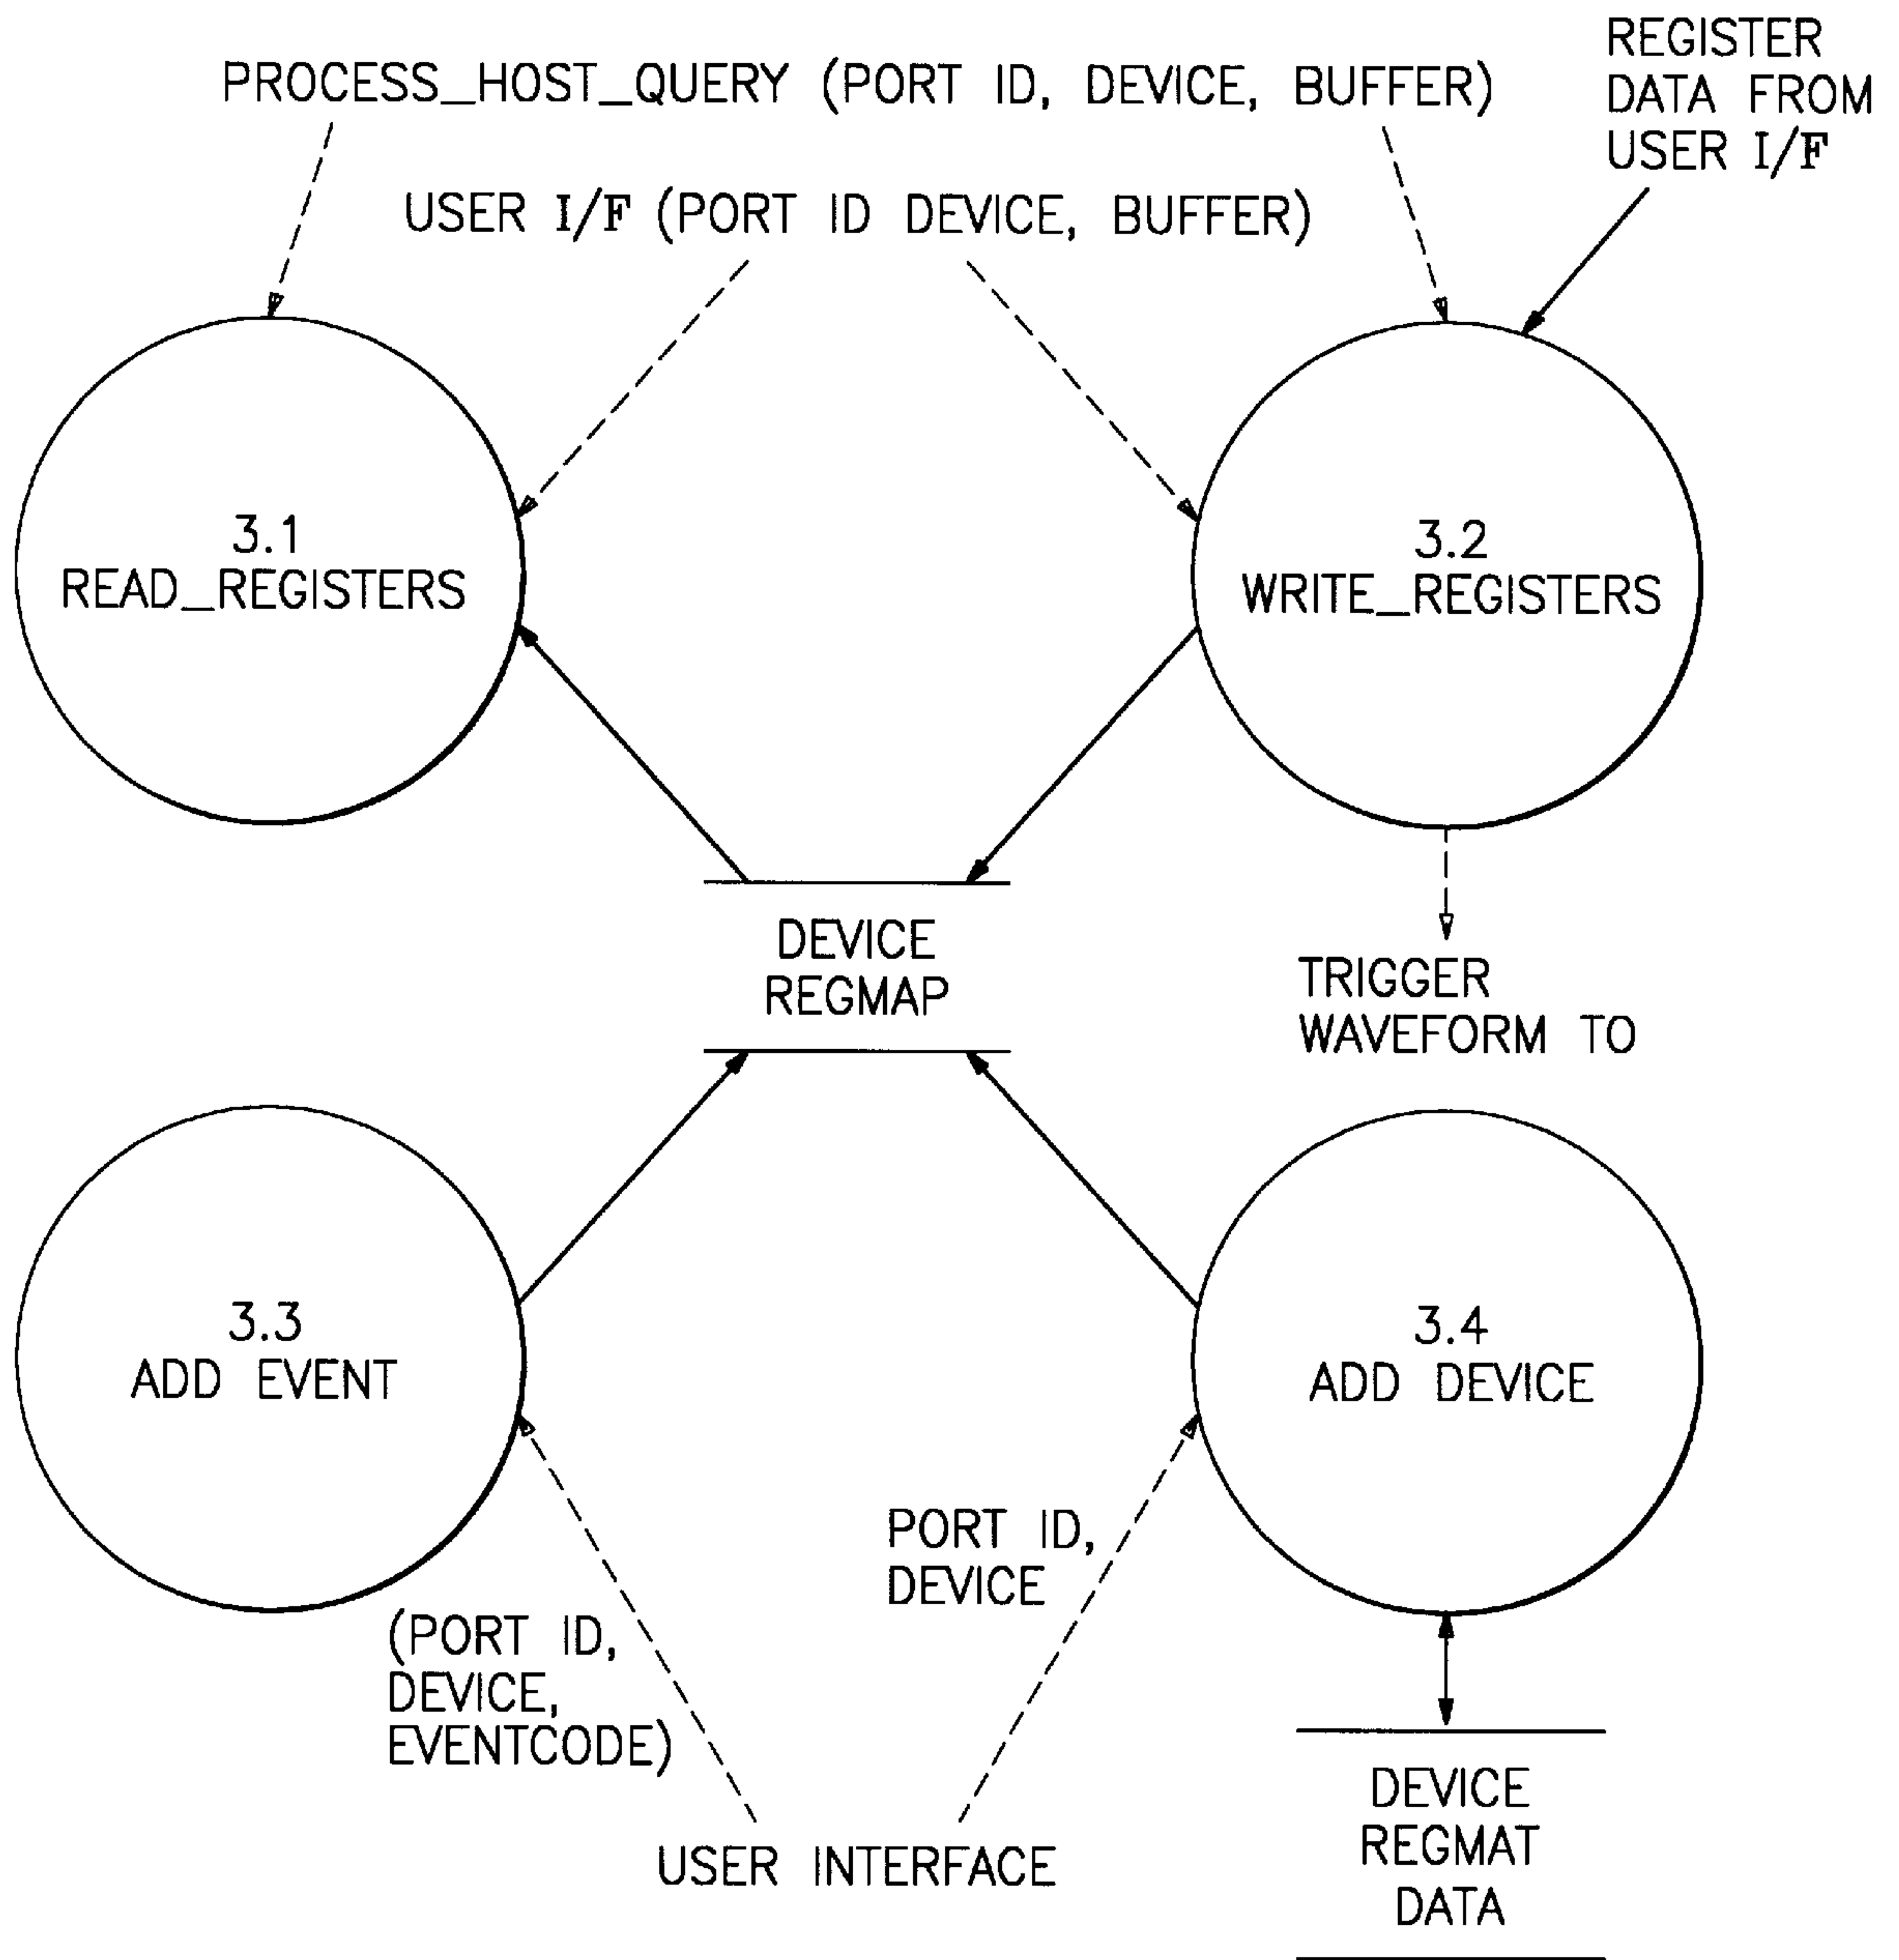 PROCESS_HOST_QUERY (PORT ID, DEVICE, BUFFER)
REGISTER
DATA FROM
USER I/F
USER I/F (PORT ID DEVICE, BUFFER)
3.1
READ_REGISTERS
3.2
WRITE_REGISTERS
DEVICE
REGMAP
TRIGGER
WAVEFORM TO
3.3
ADD EVENT
3.4
ADD DEVICE
PORT ID,
DEVICE
(PORT ID,
DEVICE,
EVENTCODE)
USER INTERFACE
DEVICE
REGMAT
DATA